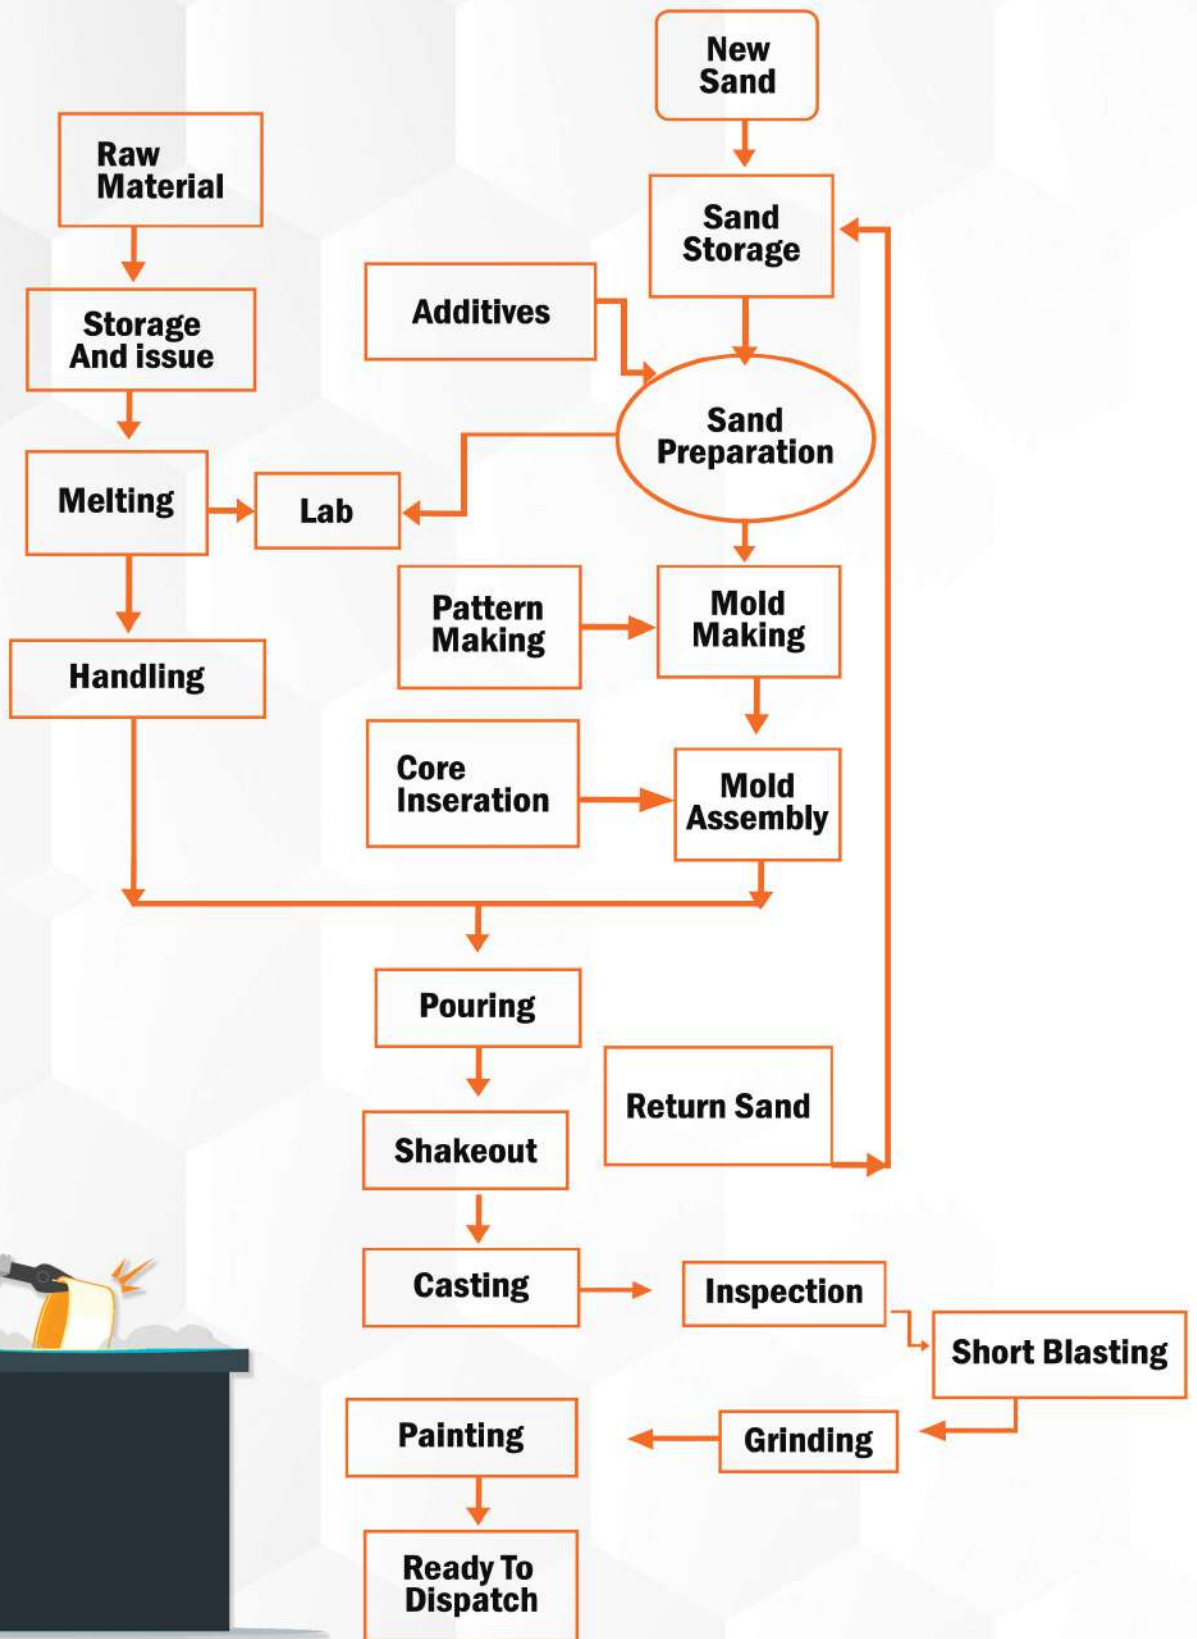 New
Sand
Raw
Material
Sand
Storage
Additives
Storage
And issue
Sand
Preparation
Melting
Lab
Pattern
Making
Mold
Making
Handling
Core
Inseration
Mold
Assembly
Pouring
Return Sand
Shakeout
Casting
Inspection
Short Blasting
Painting
Grinding
Ready To
Dispatch